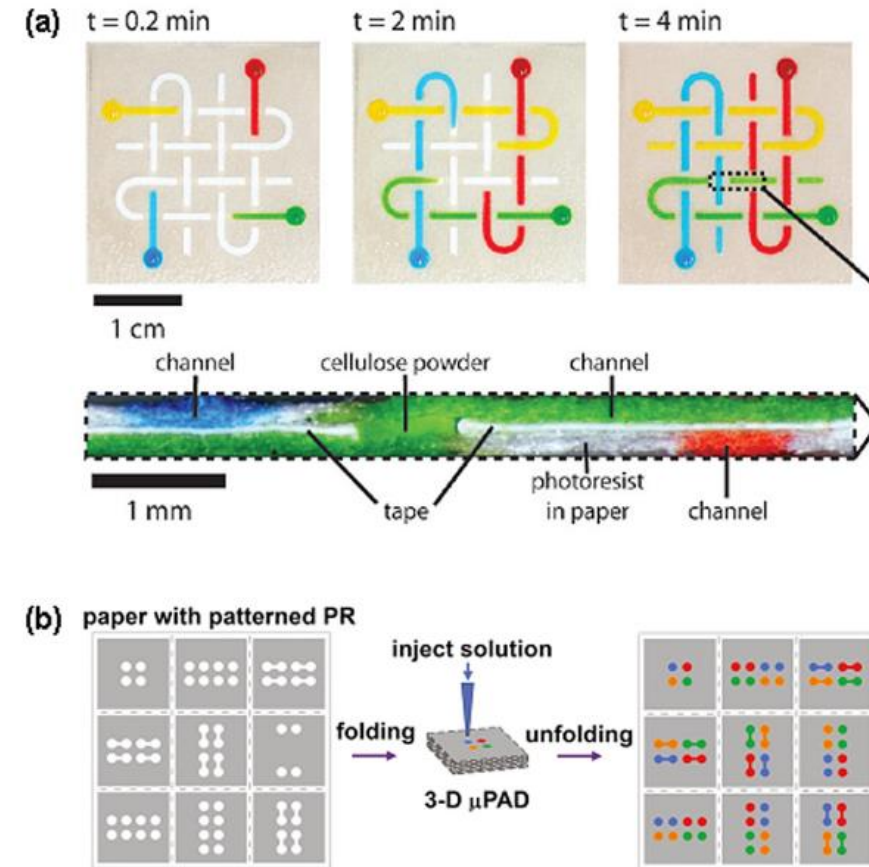 (a)
t = 0.2 min
t = 2 min
t = 4 min
1 cm
channel
cellulose powder
channel
1 mm
tape
photoresist
in paper
channel
(b)
paper with patterned PR
inject solution
folding
unfolding
3-D μPAD